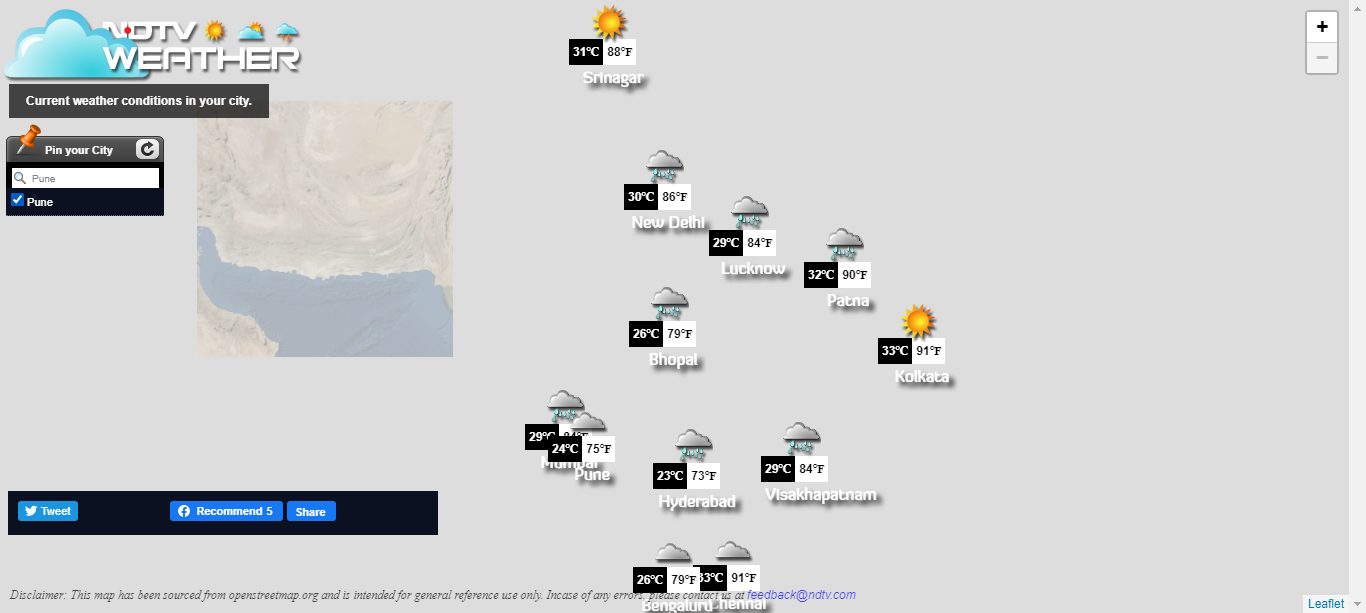 NDTV
WEATHER
Current weather conditions in your city.
Pin your City
Pune
Pune
31°C 88°F
Srinagar
30°C 86°F
New Delhi
29°C 84°F
Lucknow
32°C 90°F
Patna
26°C 79°F
Bhopal
33°C 91°F
Kolkata
29°C 84°F
Mumbai
24°C 75°F
Pune
23°C 73°F
Hyderabad
29°C 84°F
Visakhapatnam
26°C 79°F
Bengaluru
33°C 91°F
Chennai
Tweet
Recommend 5
Share
Disclaimer: This map has been sourced from openstreetmap.org and is intended for general reference use only. Incase of any errors, please contact us at feedback@ndtv.com
+
−
Leaflet